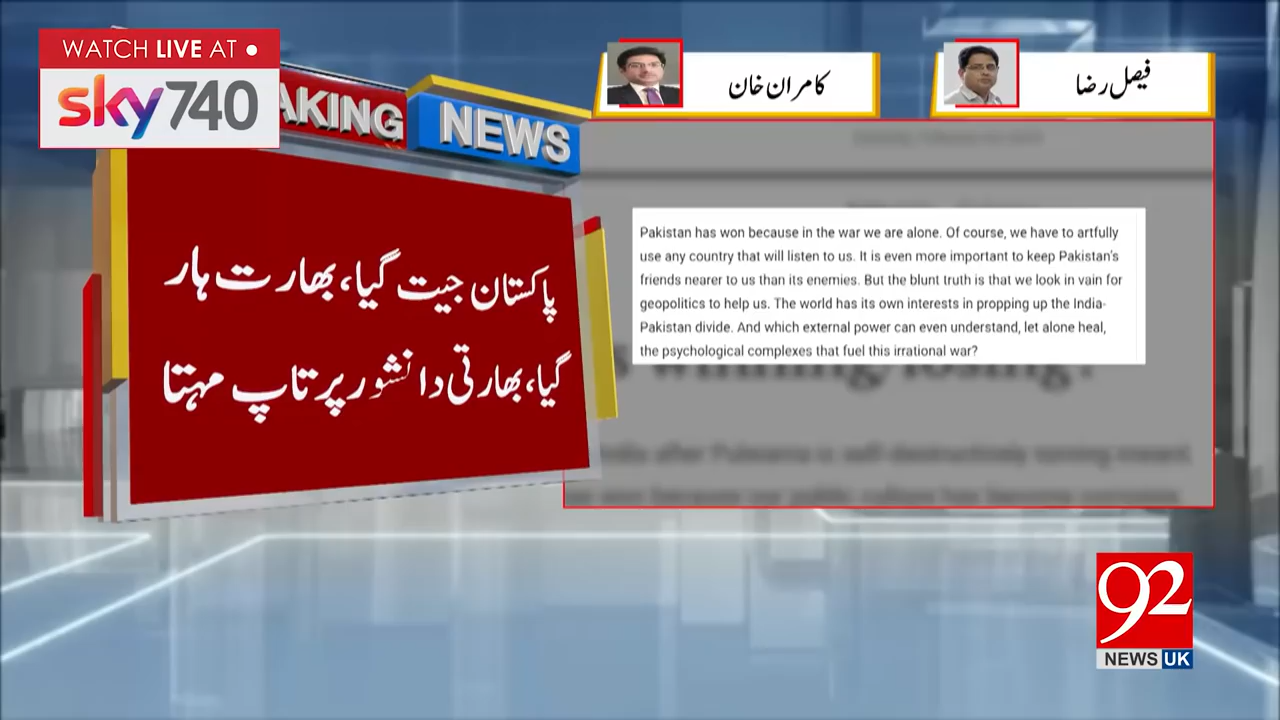 WATCH LIVE AT
sky740
AKING
NEWS
کامران خان
فیصل رضا
پاکستان جیت گیا، بھارت ہار
گیا، بھارتی دانشور پرتاپ مہتا
Pakistan has won because in the war we are alone. Of course, we have to artfully
use any country that will listen to us. It is even more important to keep Pakistan's
friends nearer to us than its enemies. But the blunt truth is that we look in vain for
geopolitics to help us. The world has its own interests in propping up the India-
Pakistan divide. And which external power can even understand, let alone heal,
the psychological complexes that fuel this irrational war?
92
NEWS UK